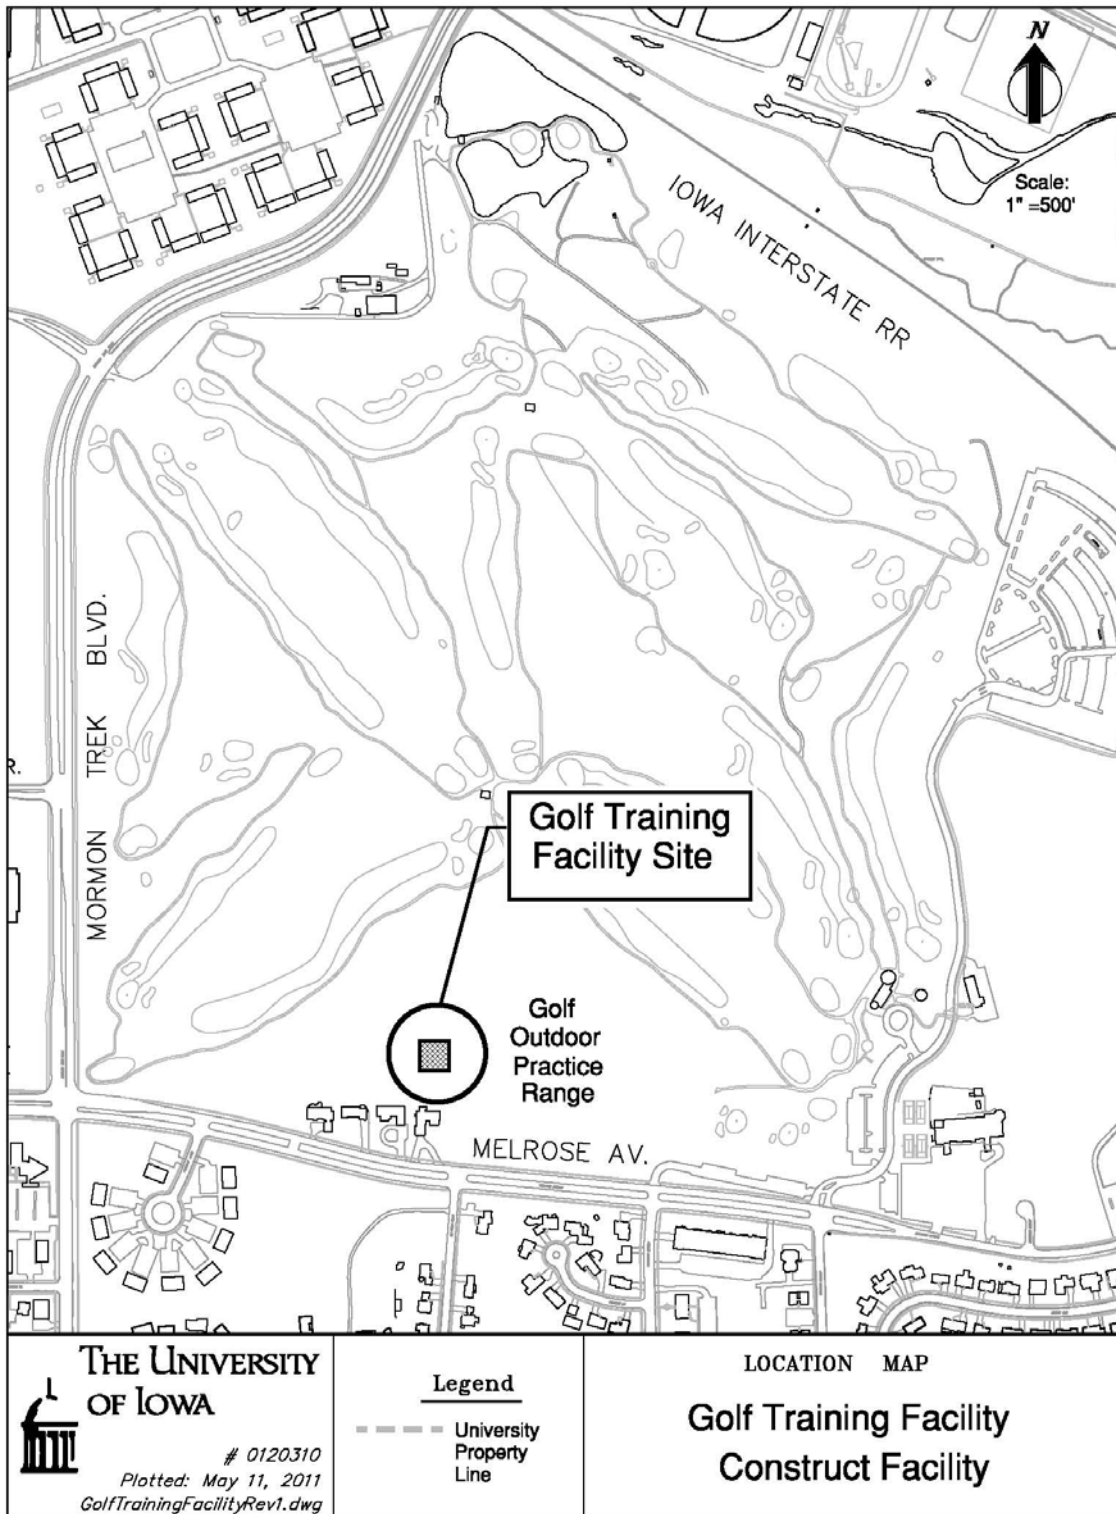 N
Scale:
1" =500'
IOWA INTERSTATE RR
MORMON TREK BLVD.
R.
Golf Training
Facility Site
Golf
Outdoor
Practice
Range
MELROSE AV.
THE UNIVERSITY
OF IOWA
# 0120310
Plotted: May 11, 2011
GolfTrainingFacilityRev1.dwg
Legend
University
Property
Line
LOCATION MAP
Golf Training Facility
Construct Facility